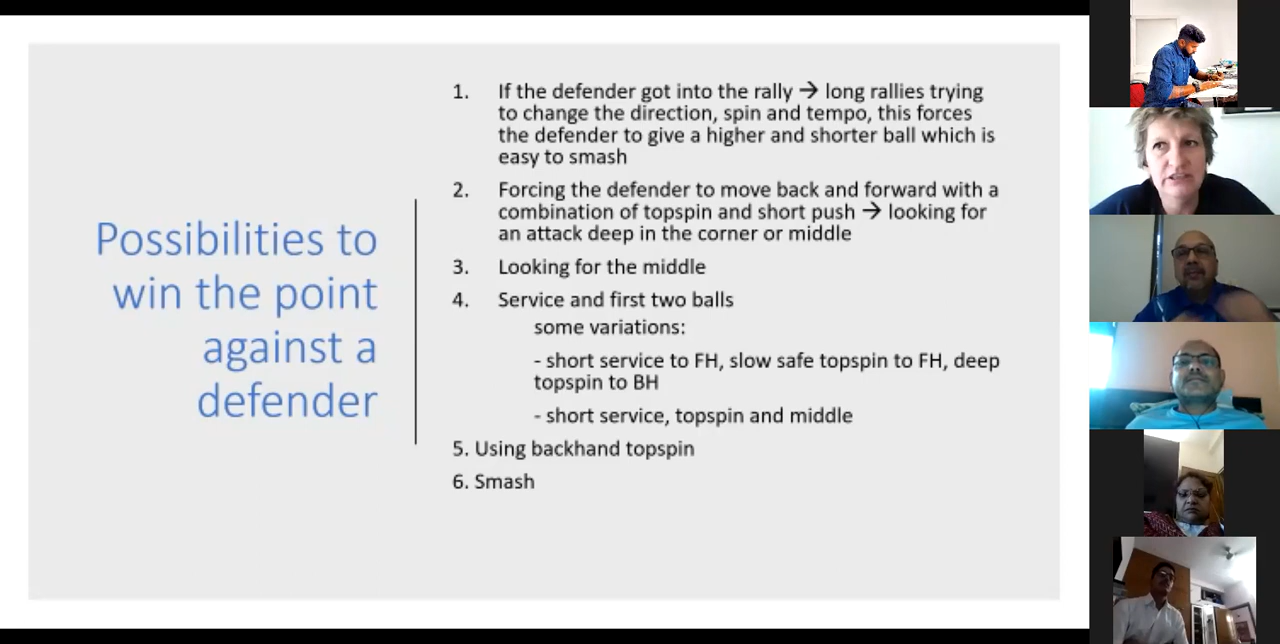 Possibilities to
win the point
against a
defender
1. If the defender got into the rally → long rallies trying
to change the direction, spin and tempo, this forces
the defender to give a higher and shorter ball which is
easy to smash
2. Forcing the defender to move back and forward with a
combination of topspin and short push → looking for
an attack deep in the corner or middle
3. Looking for the middle
4. Service and first two balls
some variations:
- short service to FH, slow safe topspin to FH, deep
topspin to BH
- short service, topspin and middle
5. Using backhand topspin
6. Smash